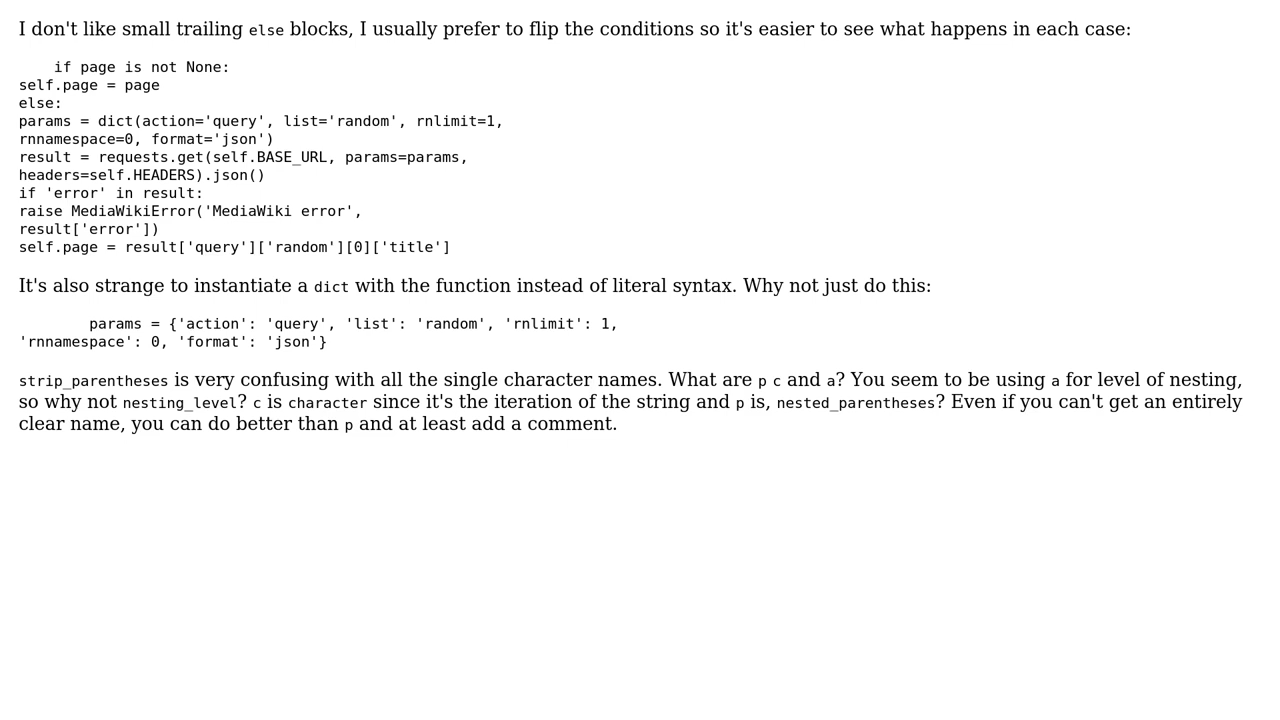 I don't like small trailing else blocks, I usually prefer to flip the conditions so it's easier to see what happens in each case:
if page is not None:
self.page = page
else:
params = dict(action='query', list='random', rnlimit=1,
rnnamespace=0, format='json')
result = requests.get(self.BASE_URL, params=params,
headers=self.HEADERS).json()
if 'error' in result:
raise MediaWikiError('MediaWiki error',
result['error'])
self.page = result['query']['random'][0]['title']
It's also strange to instantiate a dict with the function instead of literal syntax. Why not just do this:
params = {'action': 'query', 'list': 'random', 'rnlimit': 1,
'rnnamespace': 0, 'format': 'json'}
strip_parentheses is very confusing with all the single character names. What are p c and a? You seem to be using a for level of nesting,
so why not nesting_level? c is character since it's the iteration of the string and p is, nested_parentheses? Even if you can't get an entirely
clear name, you can do better than p and at least add a comment.